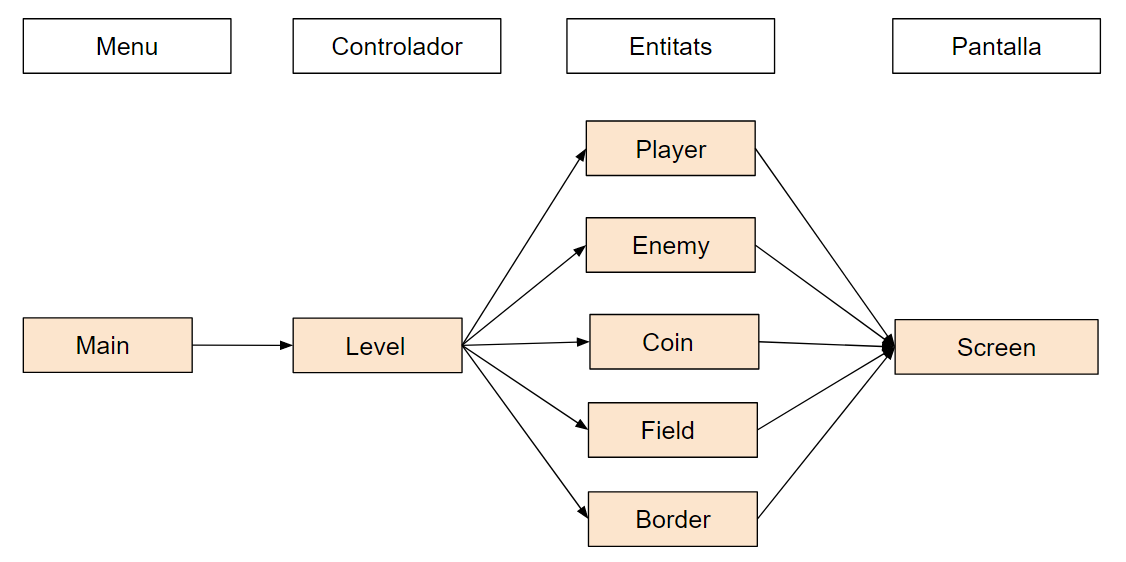 Menu
Controlador
Entitats
Pantalla
Player
Enemy
Main
Level
Coin
Screen
Field
Border